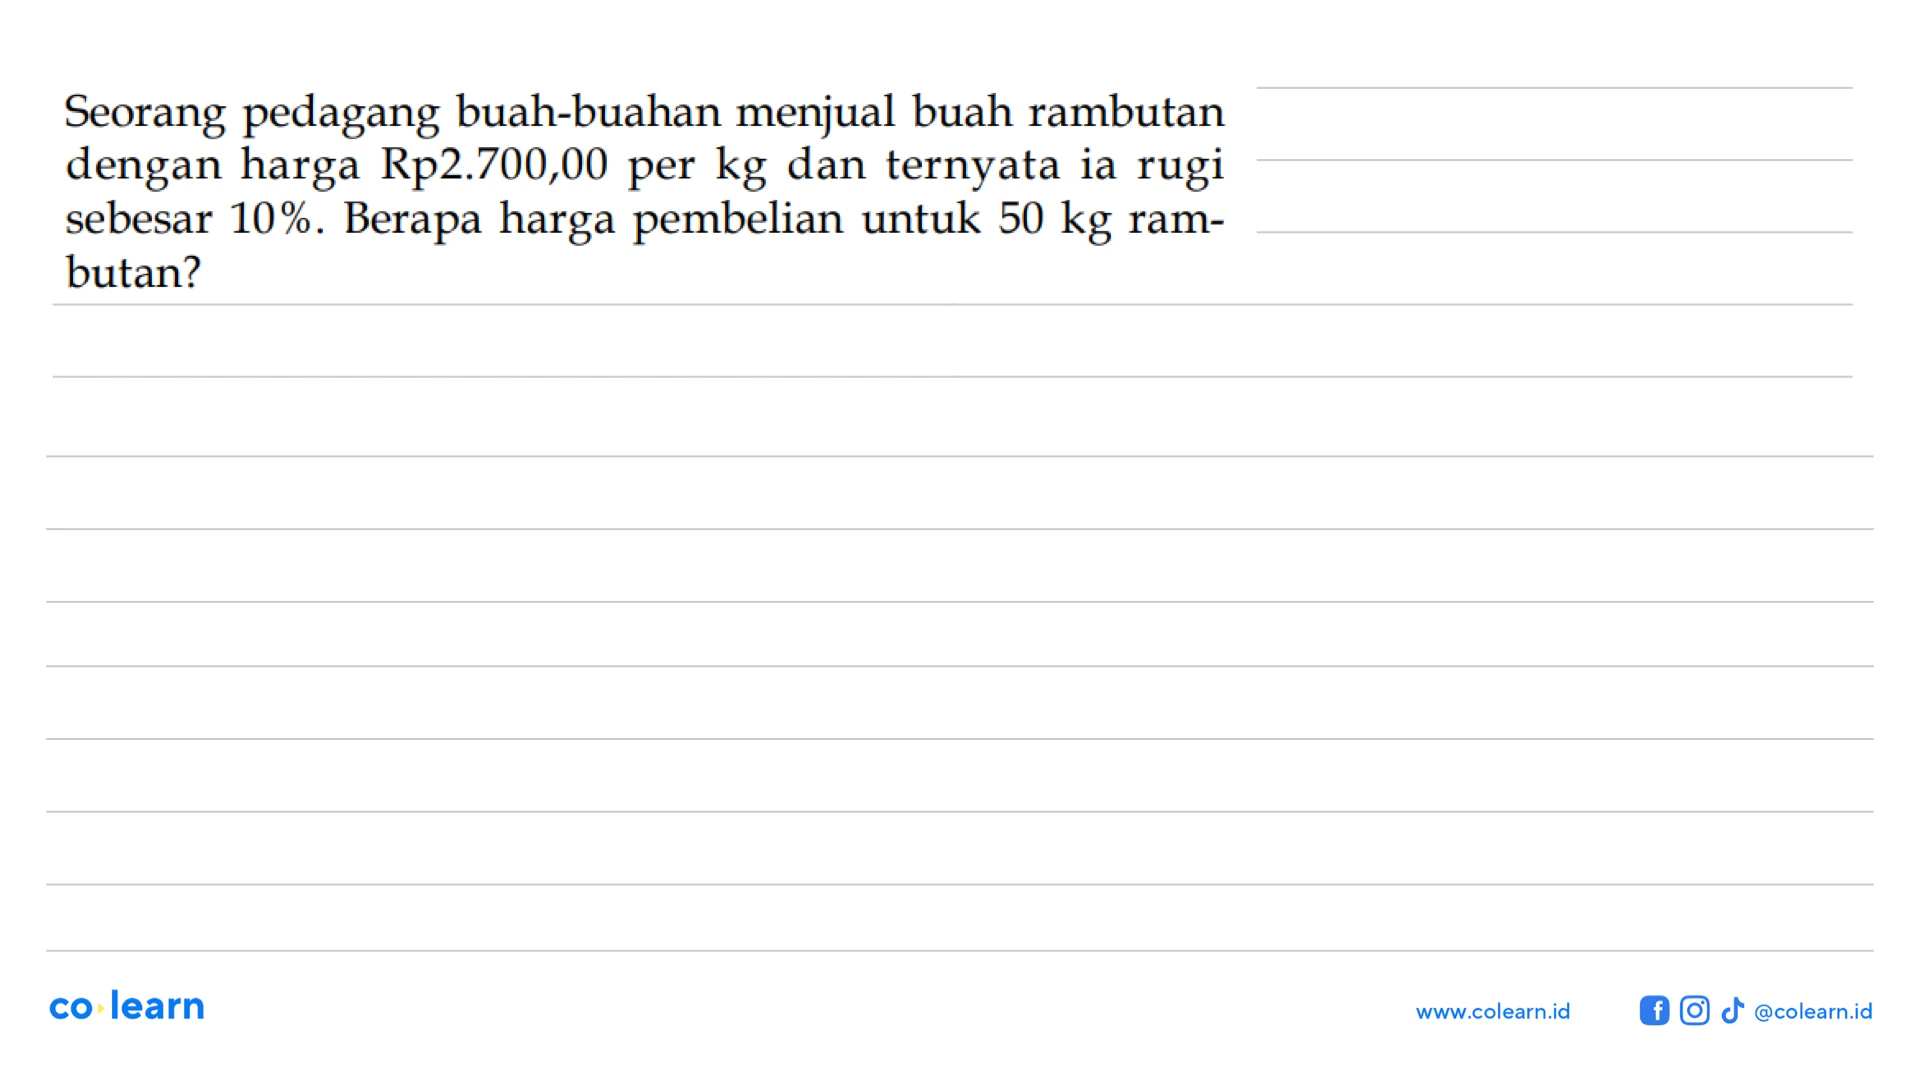 Seorang pedagang buah-buahan menjual buah rambutan
dengan harga Rp2.700,00 per kg dan ternyata ia rugi
sebesar 10%. Berapa harga pembelian untuk 50 kg ram-
butan?
co learn
www.colearn.id
@colearn.id